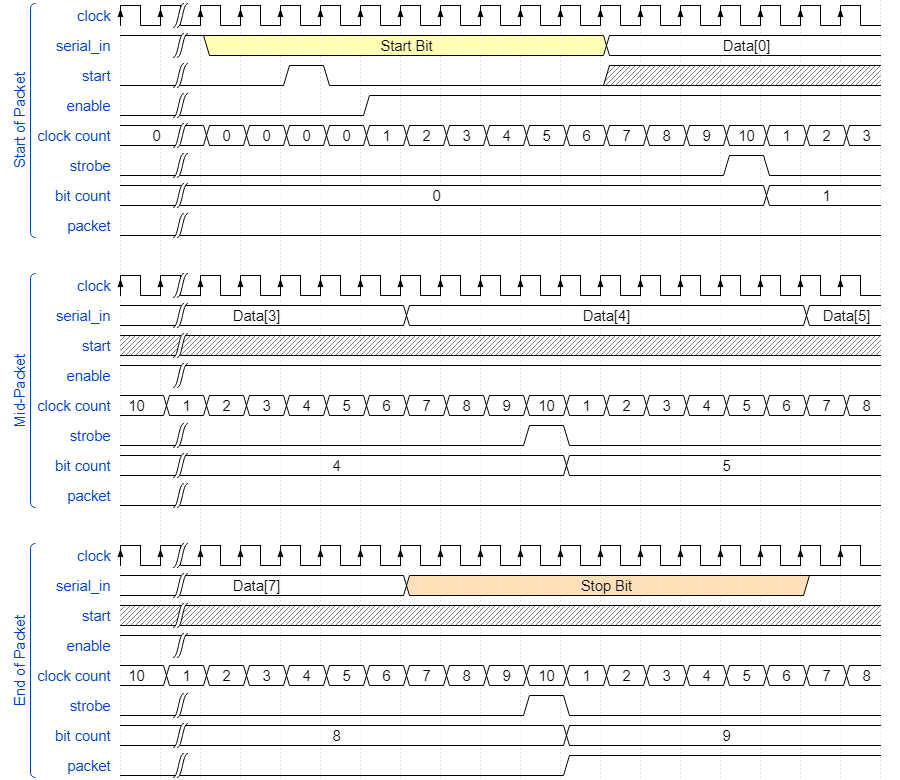 Start of Packet
clock
serial_in Start Bit Data[0]
start
enable
clock count 0 0 0 0 0 1 2 3 4 5 6 7 8 9 10 1 2 3
strobe
bit count 0 1
packet
Mid-Packet
clock
serial_in Data[3] Data[4] Data[5]
start
enable
clock count 10 1 2 3 4 5 6 7 8 9 10 1 2 3 4 5 6 7 8
strobe
bit count 4 5
packet
End of Packet
clock
serial_in Data[7] Stop Bit
start
enable
clock count 10 1 2 3 4 5 6 7 8 9 10 1 2 3 4 5 6 7 8
strobe
bit count 8 9
packet